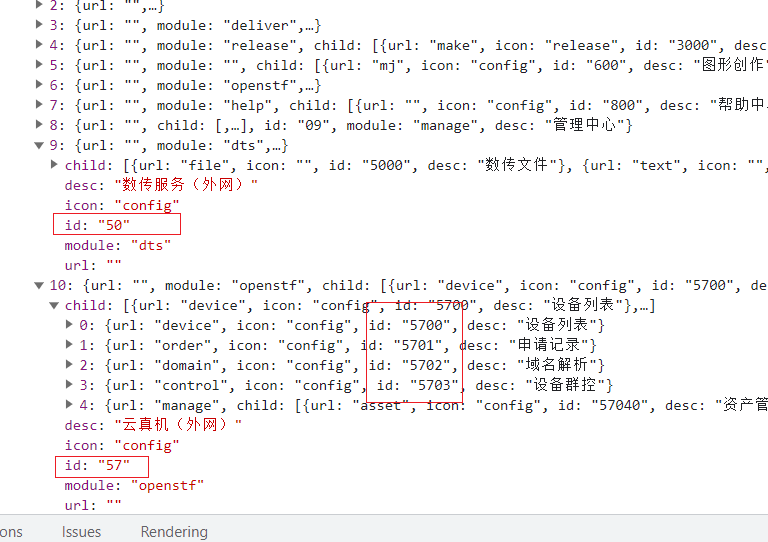 2: {url: "",…}
3: {url: "", module: "deliver",…}
4: {url: "", module: "release", child: [{url: "make", icon: "release", id: "3000", desc
5: {url: "", module: "", child: [{url: "mj", icon: "config", id: "600", desc: "图形创作"
6: {url: "", module: "openstf",…}
7: {url: "", module: "help", child: [{url: "", icon: "config", id: "800", desc: "帮助中
8: {url: "", child: [,…], id: "09", module: "manage", desc: "管理中心"}
9: {url: "", module: "dts",…}
child: [{url: "file", icon: "", id: "5000", desc: "数传文件"}, {url: "text", icon: "",
desc: "数传服务（外网）"
icon: "config"
id: "50"
module: "dts"
url: ""
10: {url: "", module: "openstf", child: [{url: "device", icon: "config", id: "5700", de
child: [{url: "device", icon: "config", id: "5700", desc: "设备列表"},…]
0: {url: "device", icon: "config", id: "5700", desc: "设备列表"}
1: {url: "order", icon: "config", id: "5701", desc: "申请记录"}
2: {url: "domain", icon: "config", id: "5702", desc: "域名解析"}
3: {url: "control", icon: "config", id: "5703", desc: "设备群控"}
4: {url: "manage", child: [{url: "asset", icon: "config", id: "57040", desc: "资产管
desc: "云真机（外网）"
icon: "config"
id: "57"
module: "openstf"
url: ""
ons Issues Rendering